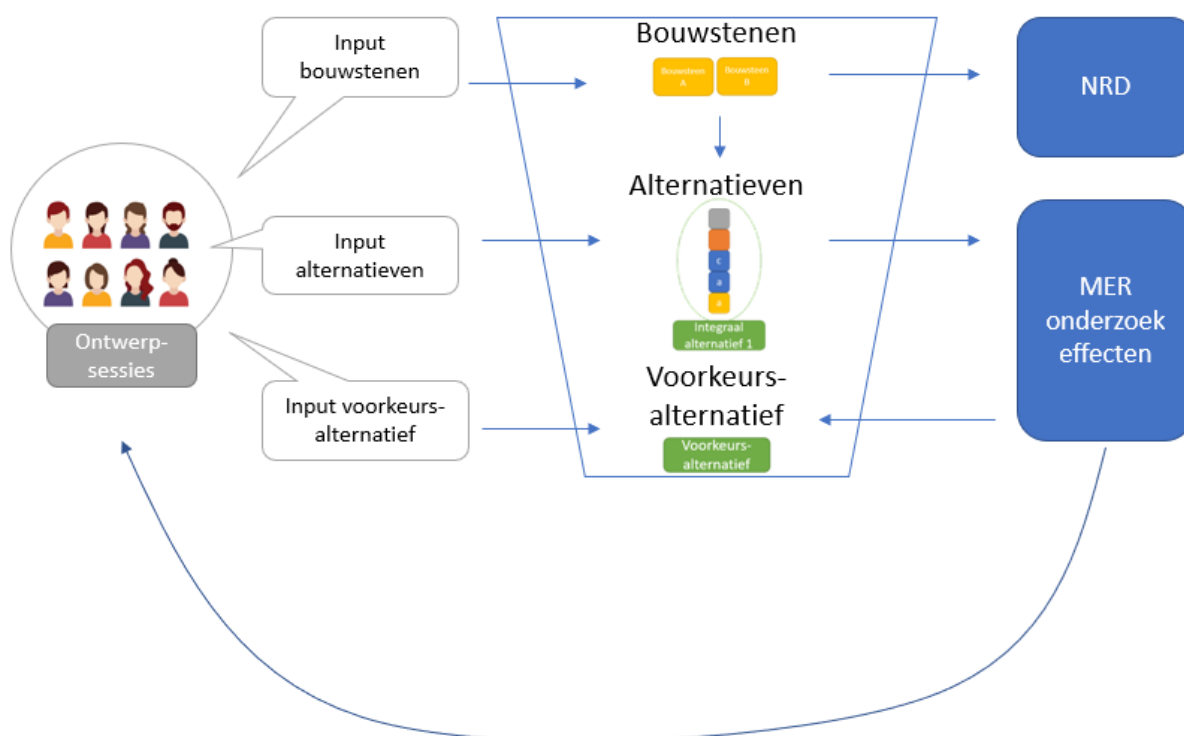 Input
bouwstenen
Bouwstenen
Bouwsteen
A
Bouwsteen
B
NRD
Input
alternatieven
Alternatieven
c
a
a
Integraal
alternatief 1
MER
onderzoek
effecten
Ontwerp-
sessies
Input voorkeurs-
alternatief
Voorkeurs-
alternatief
Voorkeurs-
alternatief